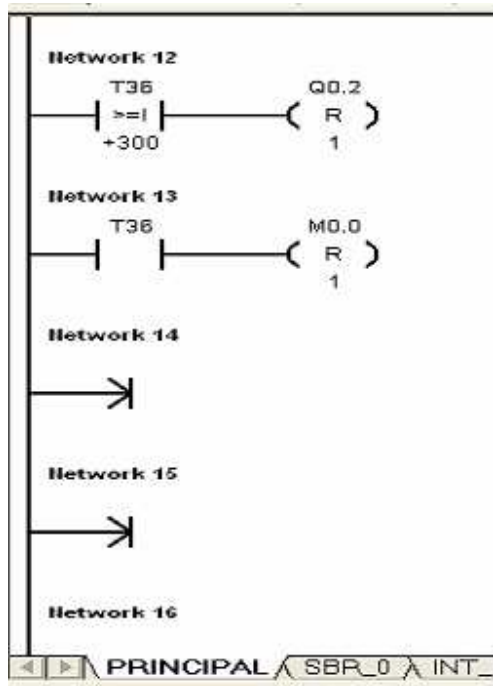 Network 12
T36 Q0.2
>=I R
+300 1
Network 13
T36 M0.0
R
1
Network 14
Network 15
Network 16
PRINCIPAL SBR_0 INT_